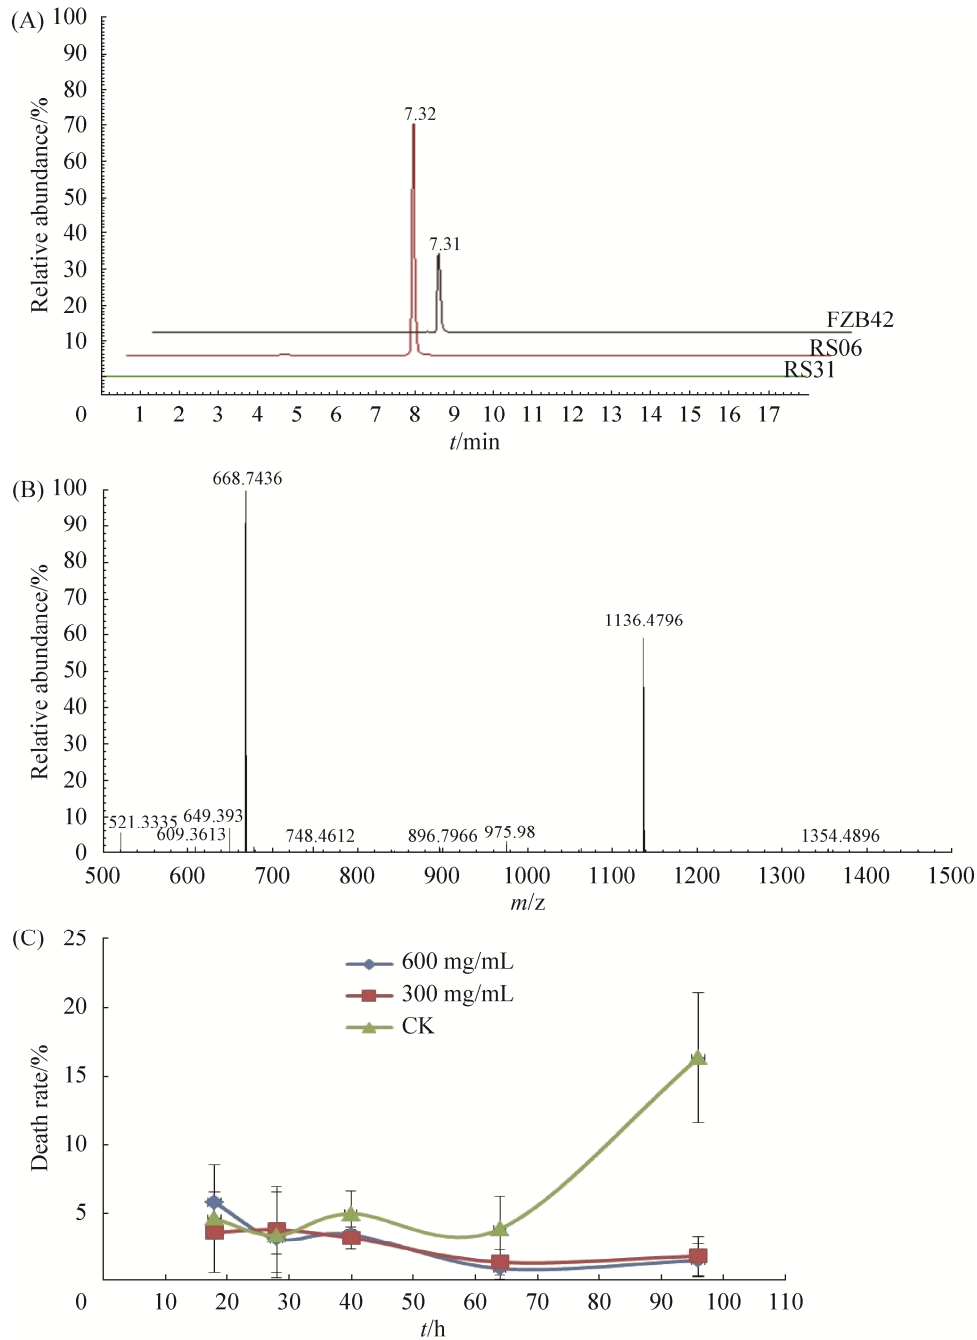 (A)
Relative abundance/%
100
90
80
70
60
50
40
30
20
10
0
7.32
7.31
FZB42
RS06
RS31
1 2 3 4 5 6 7 8 9 10 11 12 13 14 15 16 17
t/min
(B)
Relative abundance/%
100
90
80
70
60
50
40
30
20
10
0
668.7436
1136.4796
521.3335
649.393
609.3613
748.4612
896.7966
975.98
1354.4896
500 600 700 800 900 1000 1100 1200 1300 1400 1500
m/z
(C)
Death rate/%
25
20
15
10
5
0
600 mg/mL
300 mg/mL
CK
10 20 30 40 50 60 70 80 90 100 110
t/h